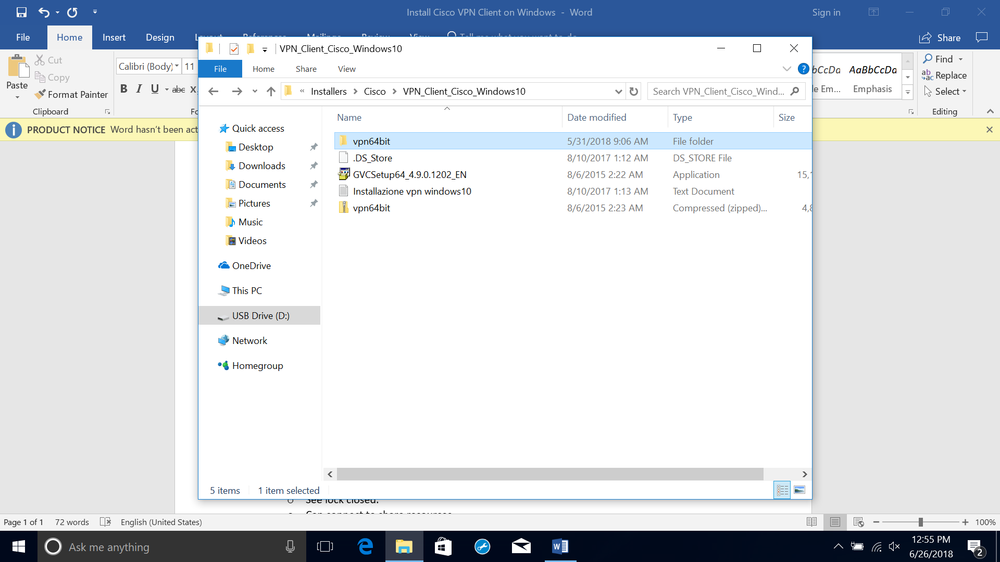 Install Cisco VPN Client on Windows - Word
Sign in
File
Home
Insert
Design
Share
VPN_Client_Cisco_Windows10
File
Home
Share
View
?
Cut
Copy
Paste
Format Painter
Clipboard
Calibri (Body)
11
B I U abc X
Installers
Cisco
VPN_Client_Cisco_Windows10
Search VPN_Client_Cisco_Wind...
AaBbCcDd
Em...
Emphasis
Find
Replace
Select
Editing
PRODUCT NOTICE Word hasn't been act
Name
Date modified
Type
Size
vpn64bit 5/31/2018 9:06 AM File folder
.DS_Store 8/10/2017 1:12 AM DS_STORE File
GVCSetup64_4.9.0.1202_EN 8/6/2015 2:22 AM Application 15,1
Installazione vpn windows10 8/10/2017 1:13 AM Text Document
vpn64bit 8/6/2015 2:23 AM Compressed (zipped)... 4,8
Quick access
Desktop
Downloads
Documents
Pictures
Music
Videos
OneDrive
This PC
USB Drive (D:)
Network
Homegroup
5 items
1 item selected
See lock closed.
Page 1 of 1
72 words
English (United States)
100%
Ask me anything
12:55 PM
6/26/2018
2